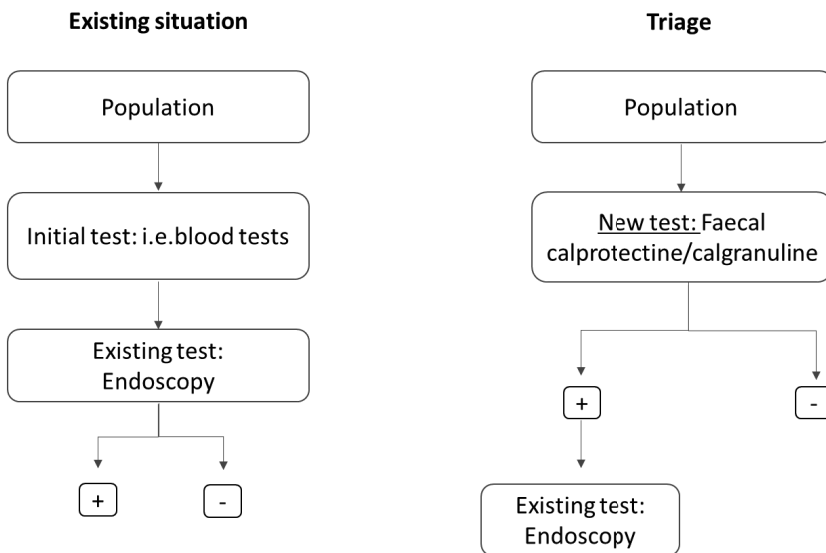 Existing situation
Population
Initial test: i.e.blood tests
Existing test:
Endoscopy
+
-
Triage
Population
New test: Faecal
calprotectine/calgranuline
+
-
Existing test:
Endoscopy